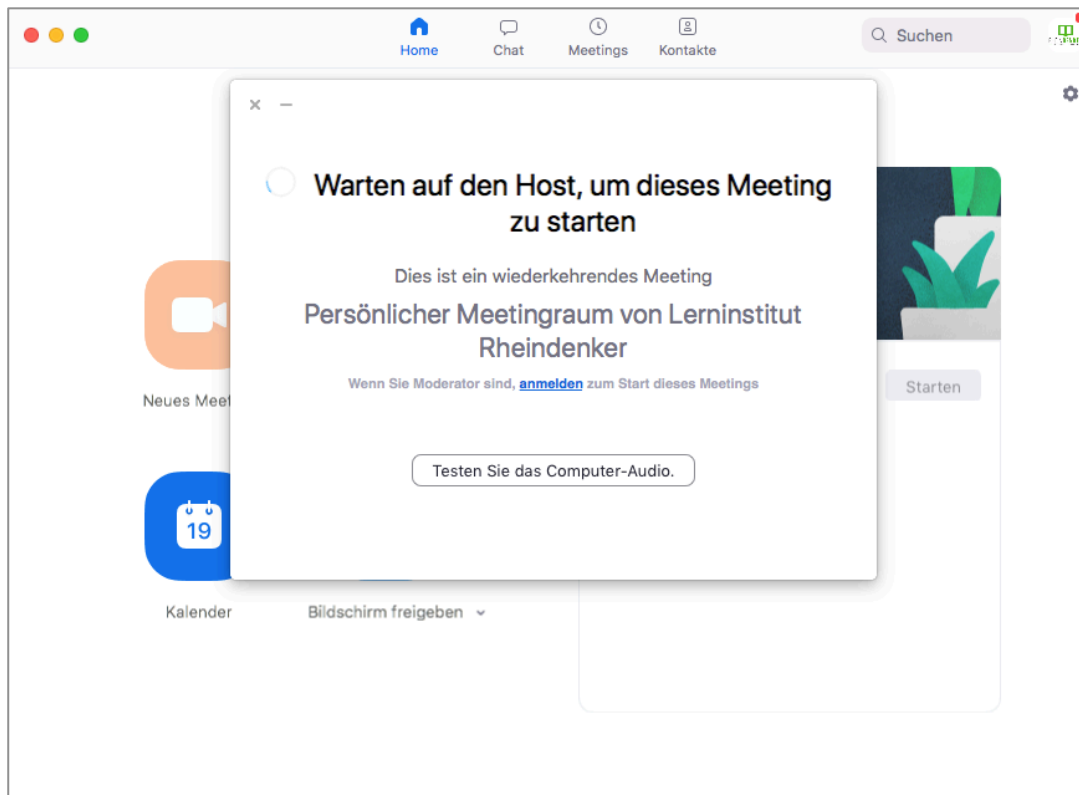 Home
Chat
Meetings
Kontakte
Suchen
Warten auf den Host, um dieses Meeting
zu starten
Dies ist ein wiederkehrendes Meeting
Persönlicher Meetingraum von Lerninstitut
Rheindenker
Wenn Sie Moderator sind, anmelden zum Start dieses Meetings
Testen Sie das Computer-Audio.
Starten
Neues Meet
19
Kalender
Bildschirm freigeben